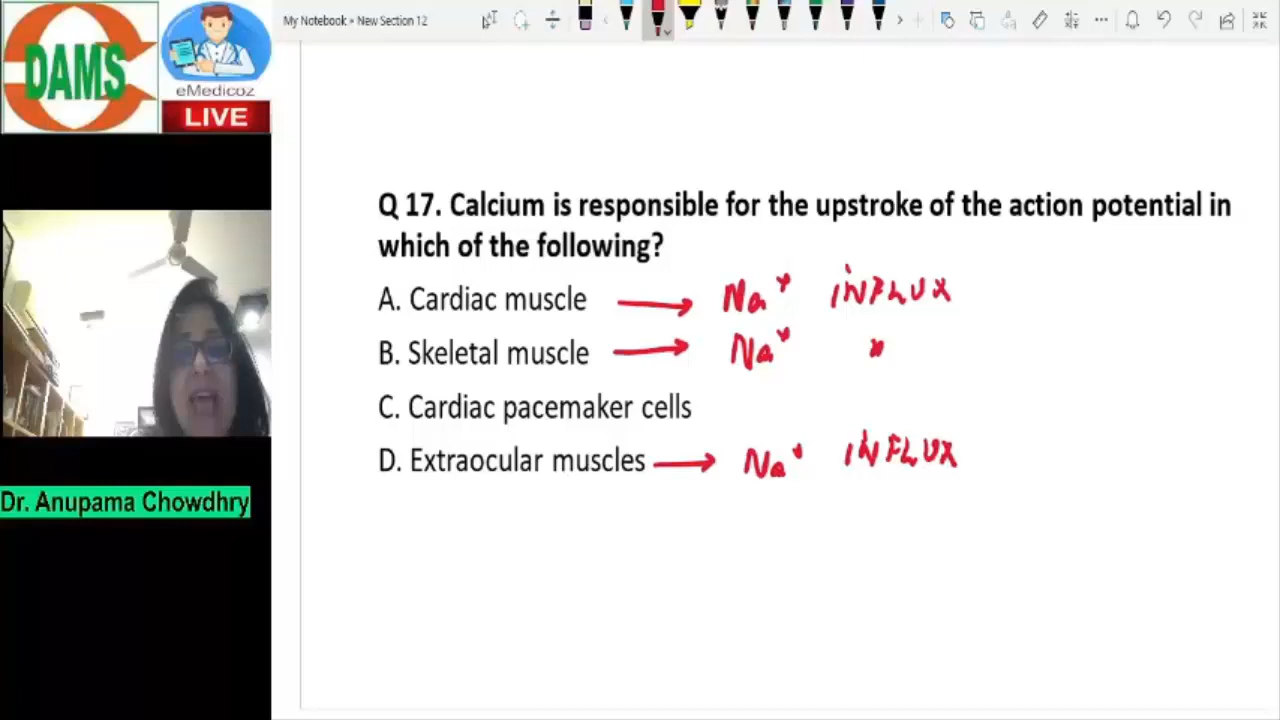 DAMS
eMedicoz
LIVE
My Notebook » New Section 12
Q 17. Calcium is responsible for the upstroke of the action potential in
which of the following?
A. Cardiac muscle → Na+ INFLUX
B. Skeletal muscle → Na+ "
C. Cardiac pacemaker cells
D. Extraocular muscles → Na+ INFLUX
Dr. Anupama Chowdhry